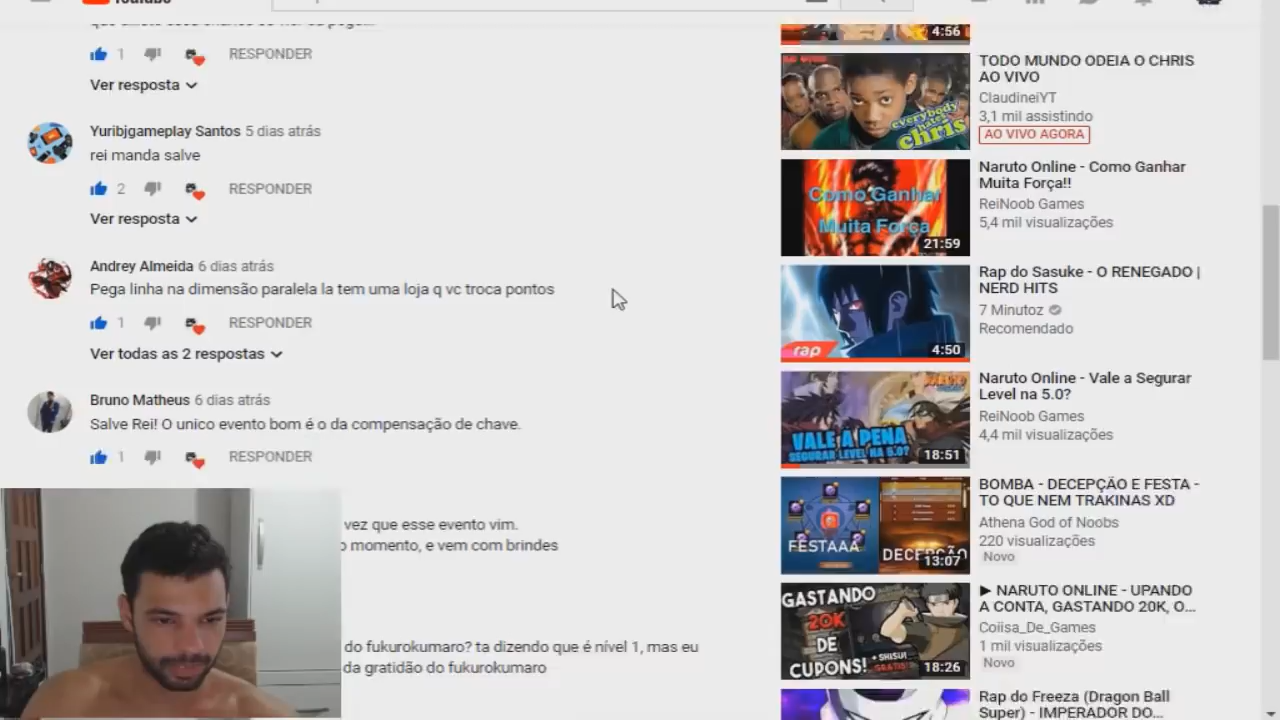 1 RESPONDER
Ver resposta
Yuribjgameplay Santos 5 dias atrás
rei manda salve
2 RESPONDER
Ver resposta
Andrey Almeida 6 dias atrás
Pega linha na dimensão paralela la tem uma loja q vc troca pontos
1 RESPONDER
Ver todas as 2 respostas
Bruno Matheus 6 dias atrás
Salve Rei! O unico evento bom é o da compensação de chave.
1 RESPONDER
vez que esse evento vim.
momento, e vem com brindes
do fukurokumaro? ta dizendo que é nível 1, mas eu
da gratidão do fukurokumaro
4:56
everybody
hates
chris
TODO MUNDO ODEIA O CHRIS
AO VIVO
ClaudineiYT
3,1 mil assistindo
AO VIVO AGORA
Como Ganhar
Muita Força
21:59
Naruto Online - Como Ganhar
Muita Força!!
ReiNoob Games
5,4 mil visualizações
rap
4:50
Rap do Sasuke - O RENEGADO |
NERD HITS
7 Minutoz
Recomendado
VALE A PENA
SEGURAR LEVEL NA 5.0?
18:51
Naruto Online - Vale a Segurar
Level na 5.0?
ReiNoob Games
4,4 mil visualizações
FESTAAA
DECEPÇÃO
13:07
BOMBA - DECEPÇÃO E FESTA -
TO QUE NEM TRAKINAS XD
Athena God of Noobs
220 visualizações
Novo
GASTANDO
20K
DE
CUPONS!
+ SHISUI
GRATIS
18:26
► NARUTO ONLINE - UPANDO
A CONTA, GASTANDO 20K, O...
Coiisa_De_Games
1 mil visualizações
Novo
Rap do Freeza (Dragon Ball
Super) - IMPERADOR DO...